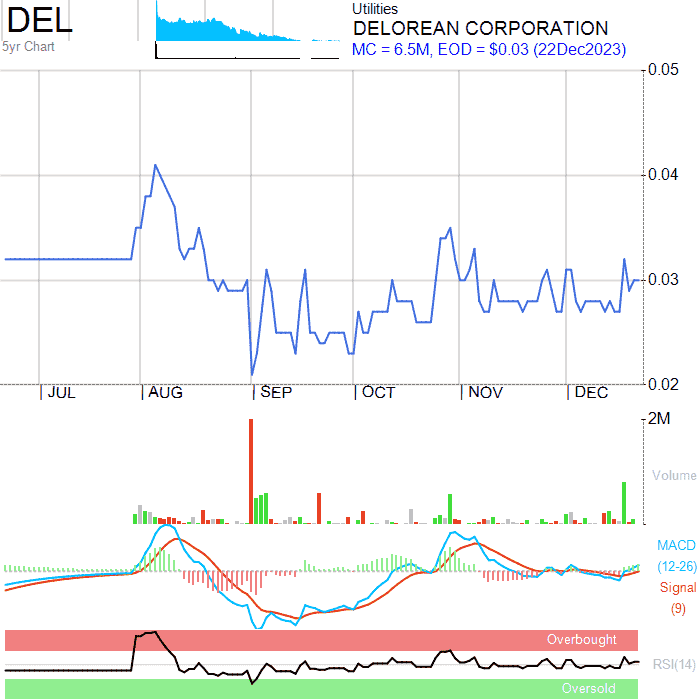 DEL
5yr Chart
Utilities
DELOREAN CORPORATION
MC = 6.5M, EOD = $0.03 (22Dec2023)
0.05
0.04
0.03
0.02
JUL AUG SEP OCT NOV DEC
2M
Volume
MACD
(12-26)
Signal
(9)
Overbought
RSI(14)
Oversold